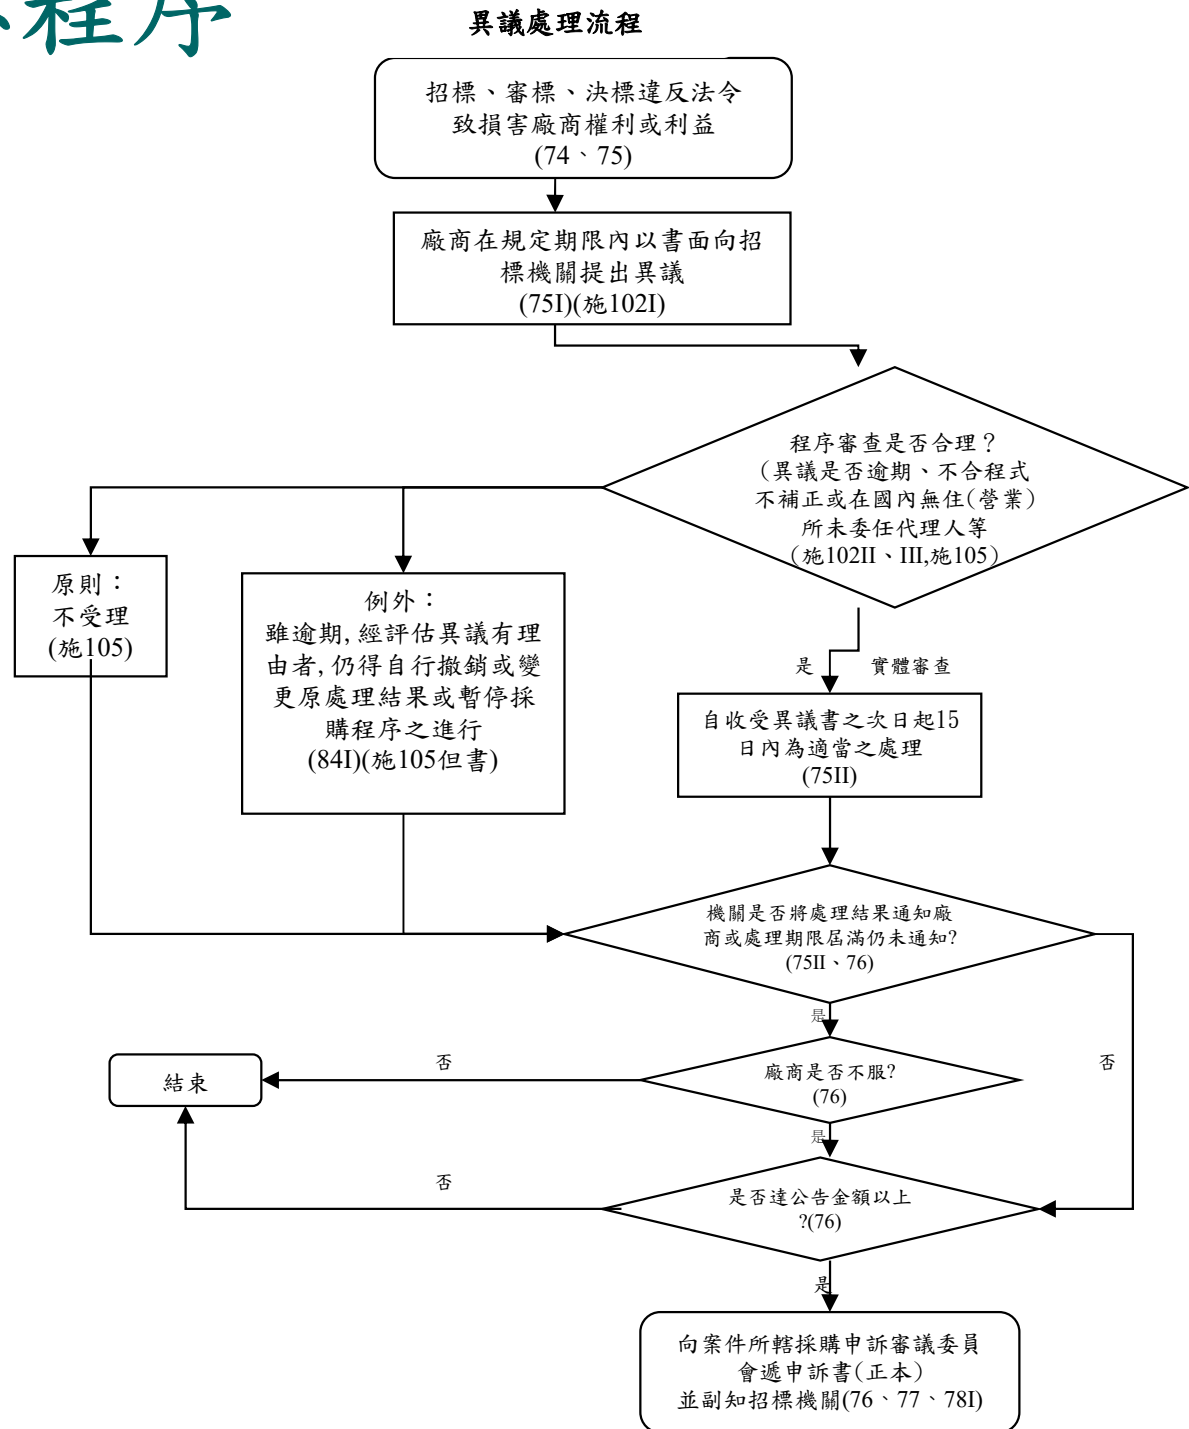 程序
異議處理流程
招標、審標、決標違反法令
致損害廠商權利或利益
(74、75)
廠商在規定期限內以書面向招
標機關提出異議
(75I)(施102I)
程序審查是否合理？
（異議是否逾期、不合程式
不補正或在國內無住(營業)
所未委任代理人等
（施102II、III,施105）
原則：
不受理
(施105)
例外：
雖逾期,經評估異議有理
由者,仍得自行撤銷或變
更原處理結果或暫停採
購程序之進行
(84I)(施105但書)
是
實體審查
自收受異議書之次日起15
日內為適當之處理
(75II)
機關是否將處理結果通知廠
商或處理期限屆滿仍未通知?
(75II、76)
是
否
廠商是否不服?
(76)
否
結束
是
否
是否達公告金額以上
?(76)
是
向案件所轄採購申訴審議委員
會遞申訴書(正本)
並副知招標機關(76、77、78I)